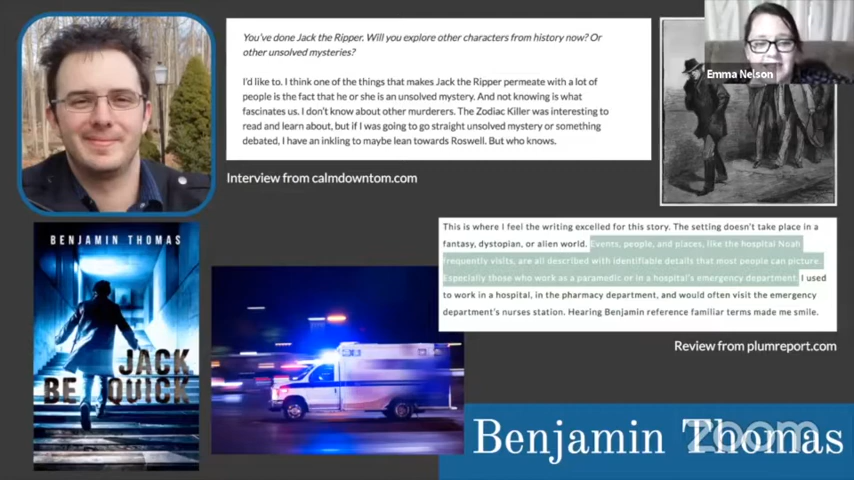 You've done Jack the Ripper. Will you explore other characters from history now? Or
other unsolved mysteries?
I'd like to. I think one of the things that makes Jack the Ripper permeate with a lot of
people is the fact that he or she is an unsolved mystery. And not knowing is what
fascinates us. I don't know about other murderers. The Zodiac Killer was interesting to
read and learn about, but if I was going to go straight unsolved mystery or something
debated, I have an inkling to maybe lean towards Roswell. But who knows.
Interview from calmdowntom.com
Emma Nelson
BENJAMIN THOMAS
JACK
BE QUICK
This is where I feel the writing excelled for this story. The setting doesn't take place in a
fantasy, dystopian, or alien world. Events, people, and places, like the hospital Noah
frequently visits, are all described with identifiable details that most people can picture.
Especially those who work as a paramedic or in a hospital's emergency department. I used
to work in a hospital, in the pharmacy department, and would often visit the emergency
department's nurses station. Hearing Benjamin reference familiar terms made me smile.
Review from plumreport.com
Benjamin Thomas
zoom